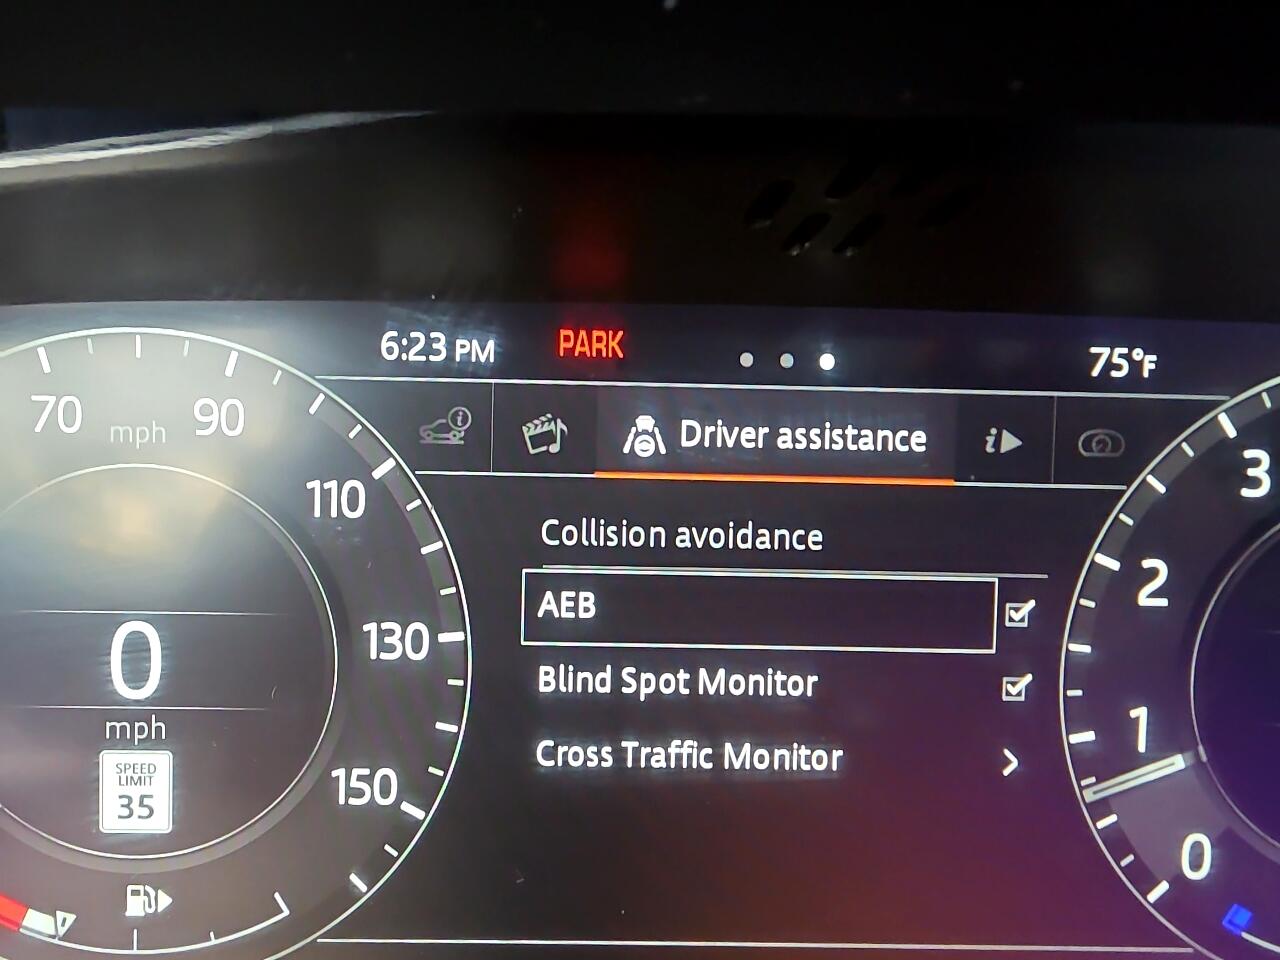 6:23 PM
PARK
75°F
70
mph
90
Driver assistance
i
110
Collision avoidance
3
AEB
2
Blind Spot Monitor
130
0
mph
Cross Traffic Monitor
1
SPEED
LIMIT
35
150
0